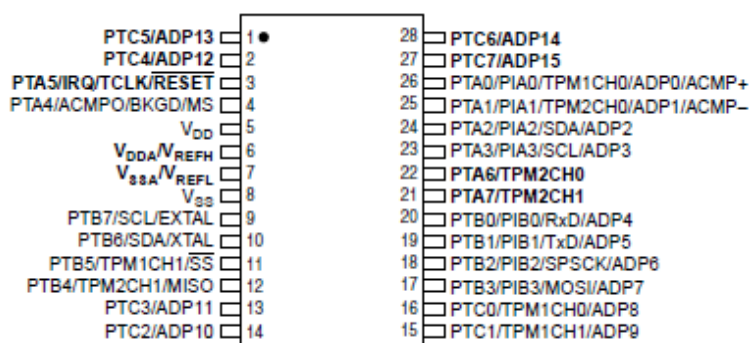 PTC5/ADP13 1 28 PTC6/ADP14
PTC4/ADP12 2 27 PTC7/ADP15
PTA5/IRQ/TCLK/RESET 3 26 PTA0/PIA0/TPM1CH0/ADP0/ACMP+
PTA4/ACMPO/BKGD/MS 4 25 PTA1/PIA1/TPM2CH0/ADP1/ACMP–
VDD 5 24 PTA2/PIA2/SDA/ADP2
VDDA/VREFH 6 23 PTA3/PIA3/SCL/ADP3
VSSA/VREFL 7 22 PTA6/TPM2CH0
VSS 8 21 PTA7/TPM2CH1
PTB7/SCL/EXTAL 9 20 PTB0/PIB0/RxD/ADP4
PTB6/SDA/XTAL 10 19 PTB1/PIB1/TxD/ADP5
PTB5/TPM1CH1/SS 11 18 PTB2/PIB2/SPSCK/ADP6
PTB4/TPM2CH1/MISO 12 17 PTB3/PIB3/MOSI/ADP7
PTC3/ADP11 13 16 PTC0/TPM1CH0/ADP8
PTC2/ADP10 14 15 PTC1/TPM1CH1/ADP9